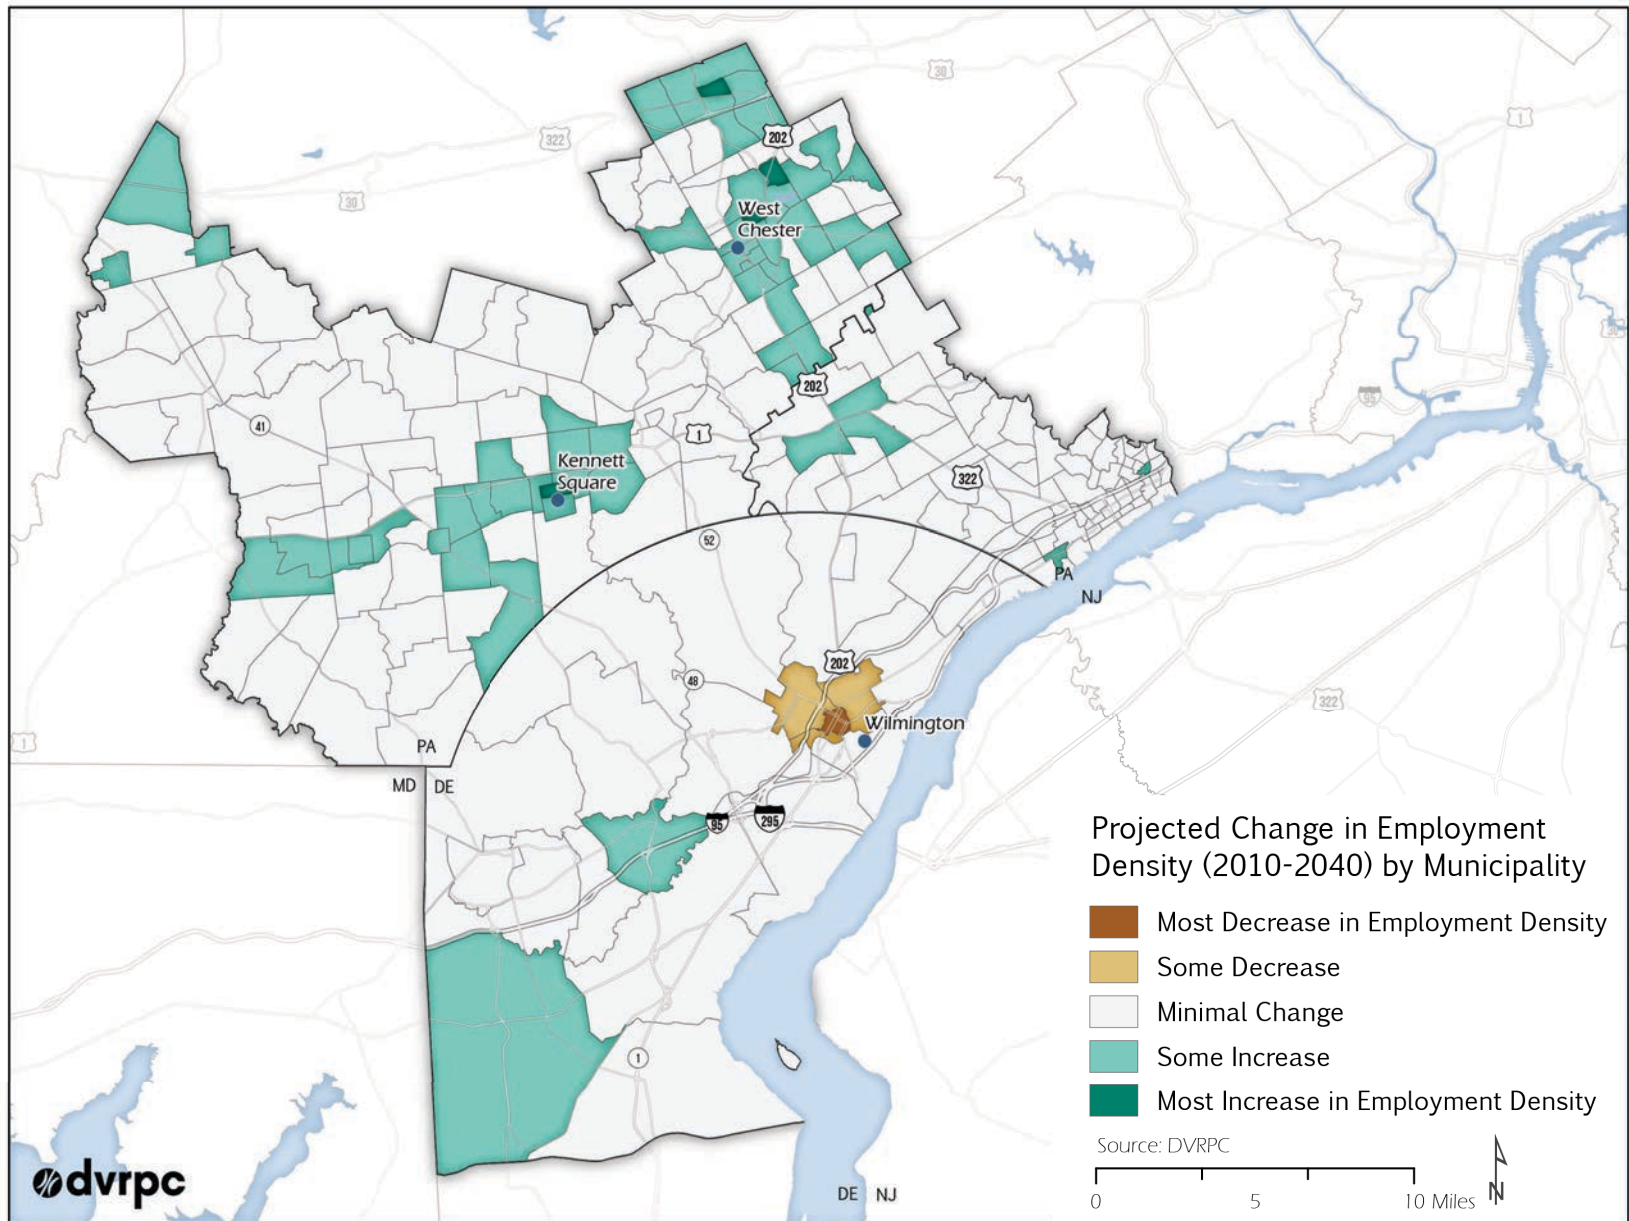 30
1
322
202
30
West
Chester
202
95
41
1
Kennett
Square
322
52
PA
NJ
202
48
322
Wilmington
1
PA
MD
DE
95
295
Projected Change in Employment
Density (2010-2040) by Municipality
Most Decrease in Employment Density
Some Decrease
Minimal Change
Some Increase
1
Most Increase in Employment Density
Source: DVRPC
dvrpc
DE
NJ
0
5
10 Miles
N